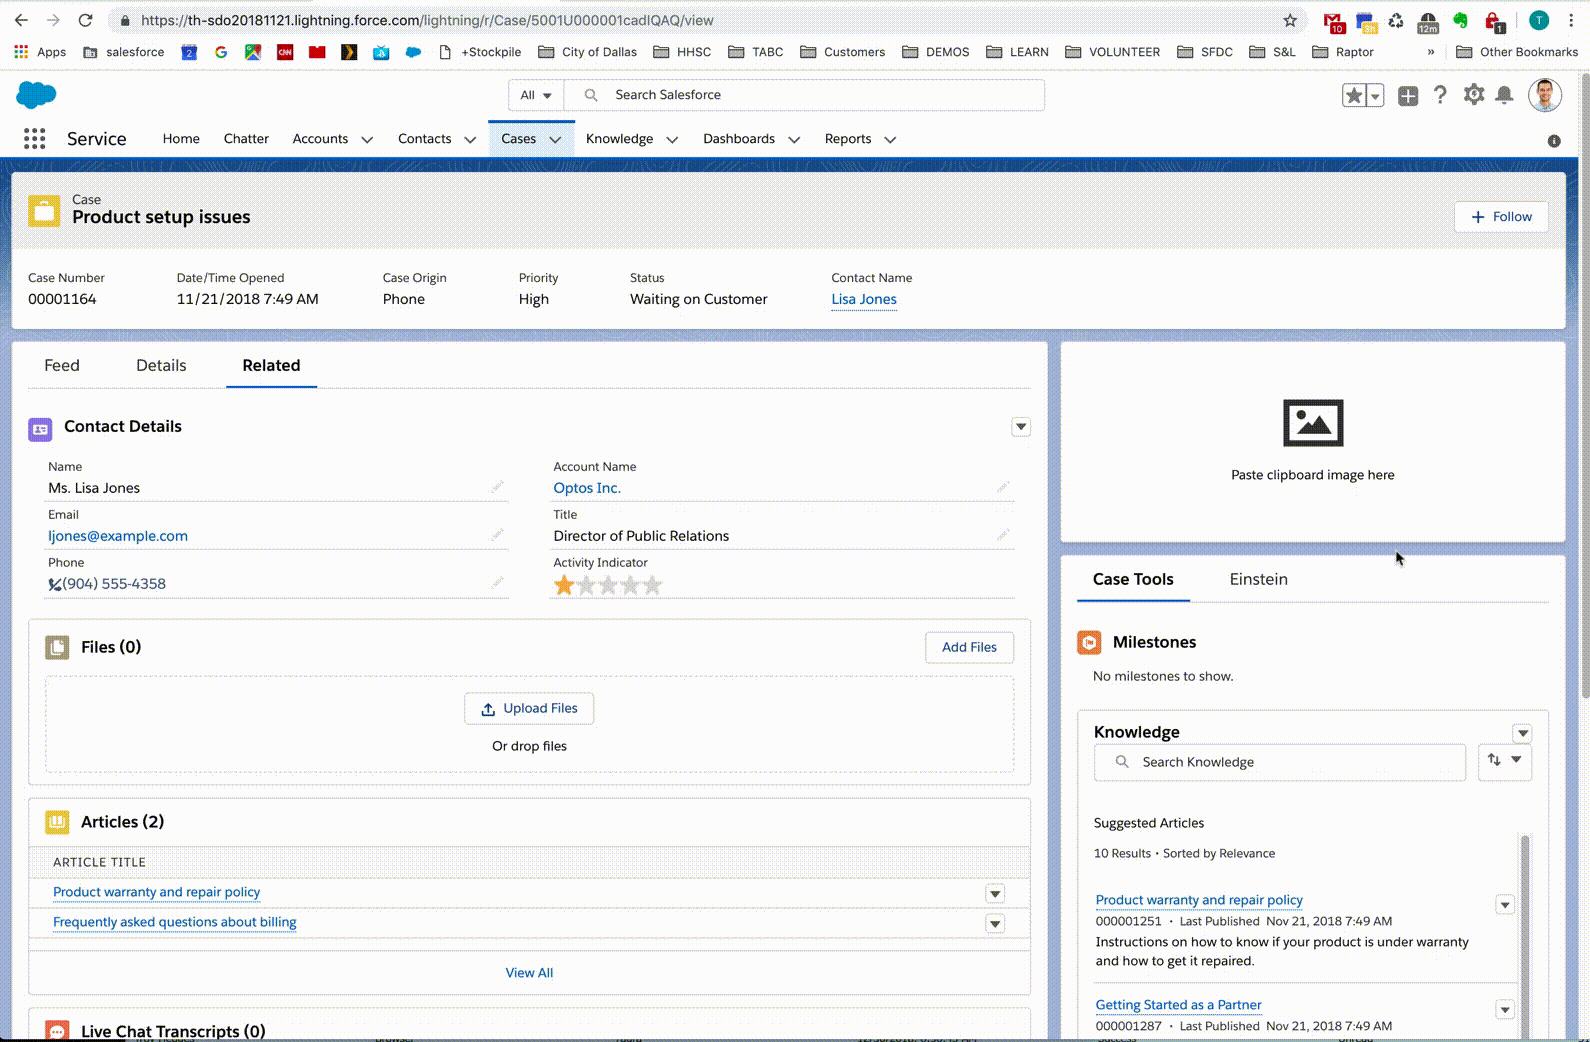 https://th-sdo20181121.lightning.force.com/lightning/r/Case/5001U000001cadIQAQ/view
10
12m
1
T
Apps
salesforce
2
G
CNN
+Stockpile
City of Dallas
HHSC
TABC
Customers
DEMOS
LEARN
VOLUNTEER
SFDC
S&L
Raptor
»
Other Bookmarks
All
Search Salesforce
Service
Home
Chatter
Accounts
Contacts
Cases
Knowledge
Dashboards
Reports
Case
Product setup issues
+ Follow
Case Number
00001164
Date/Time Opened
11/21/2018 7:49 AM
Case Origin
Phone
Priority
High
Status
Waiting on Customer
Contact Name
Lisa Jones
Feed
Details
Related
Contact Details
Name
Ms. Lisa Jones
Account Name
Optos Inc.
Email
ljones@example.com
Title
Director of Public Relations
Phone
(904) 555-4358
Activity Indicator
Files (0)
Add Files
Upload Files
Or drop files
Articles (2)
ARTICLE TITLE
Product warranty and repair policy
Frequently asked questions about billing
View All
Live Chat Transcripts (0)
Paste clipboard image here
Case Tools
Einstein
Milestones
No milestones to show.
Knowledge
Search Knowledge
Suggested Articles
10 Results • Sorted by Relevance
Product warranty and repair policy
000001251 • Last Published Nov 21, 2018 7:49 AM
Instructions on how to know if your product is under warranty
and how to get it repaired.
Getting Started as a Partner
000001287 • Last Published Nov 21, 2018 7:49 AM